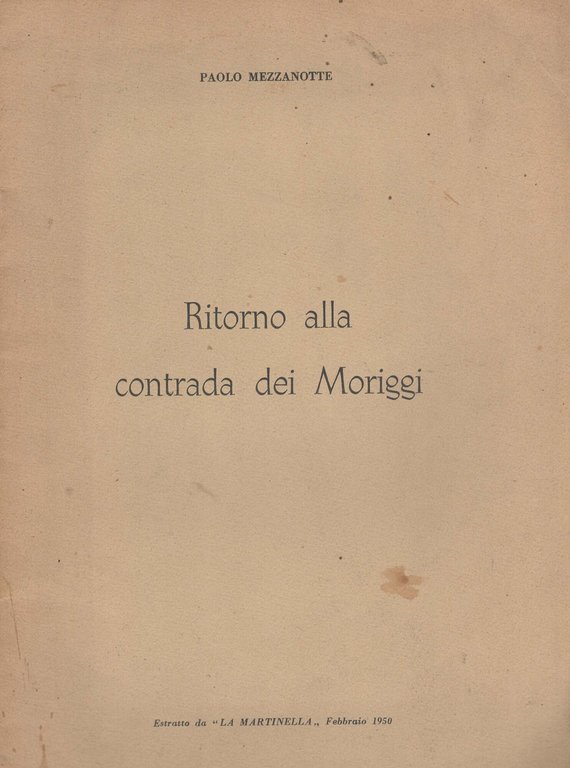 PAOLO MEZZANOTTE
Ritorno alla
contrada dei Moriggi
Estratto da "LA MARTINELLA„ Febbraio 1950